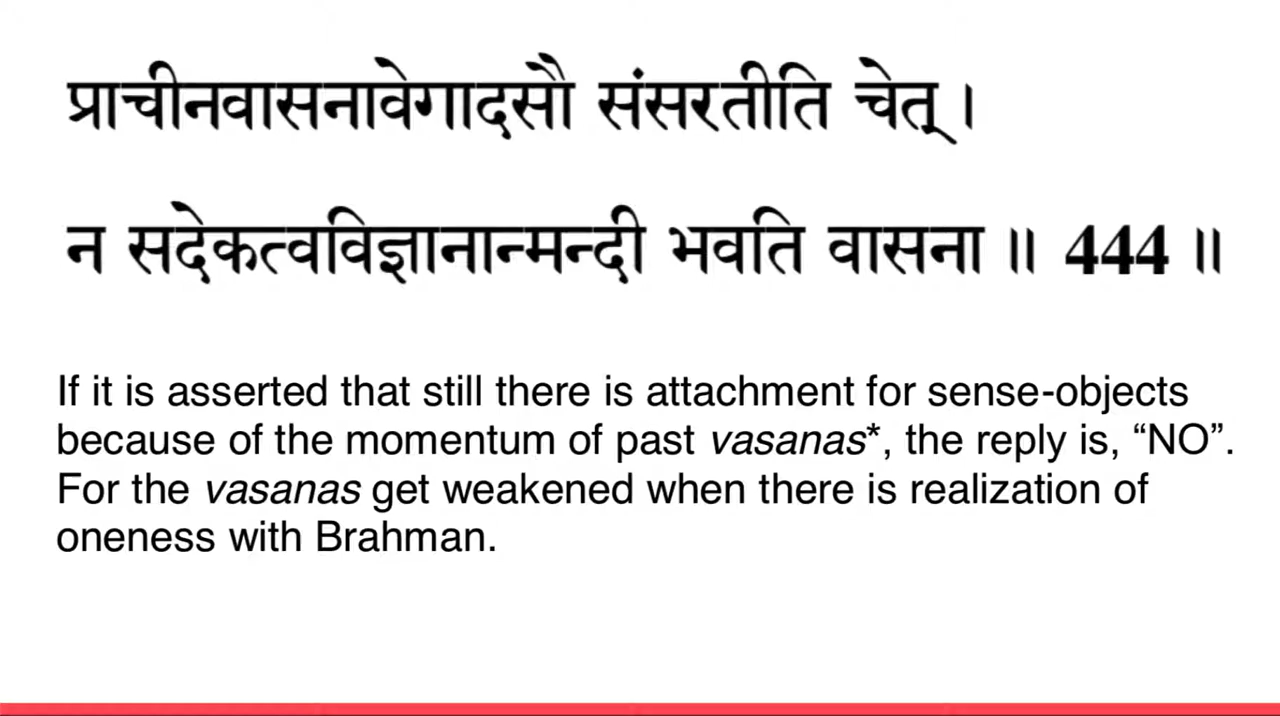 प्राचीनवासनावेगादसौ संसरतीति चेत् ।
न सदेकत्वविज्ञानान्मन्दी भवति वासना ॥ 444 ॥
If it is asserted that still there is attachment for sense-objects
because of the momentum of past vasanas*, the reply is, “NO”.
For the vasanas get weakened when there is realization of
oneness with Brahman.